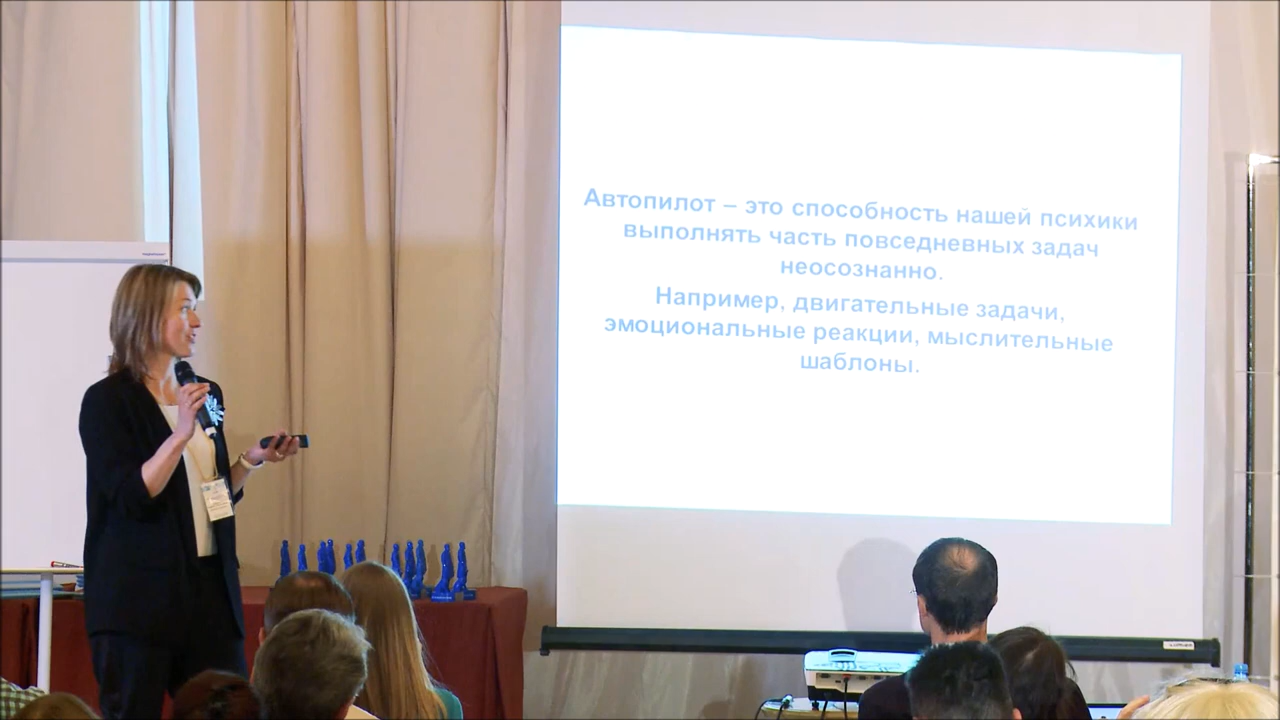 Автопилот – это способность нашей психики
выполнять часть повседневных задач
неосознанно.
Например, двигательные задачи,
эмоциональные реакции, мыслительные
шаблоны.